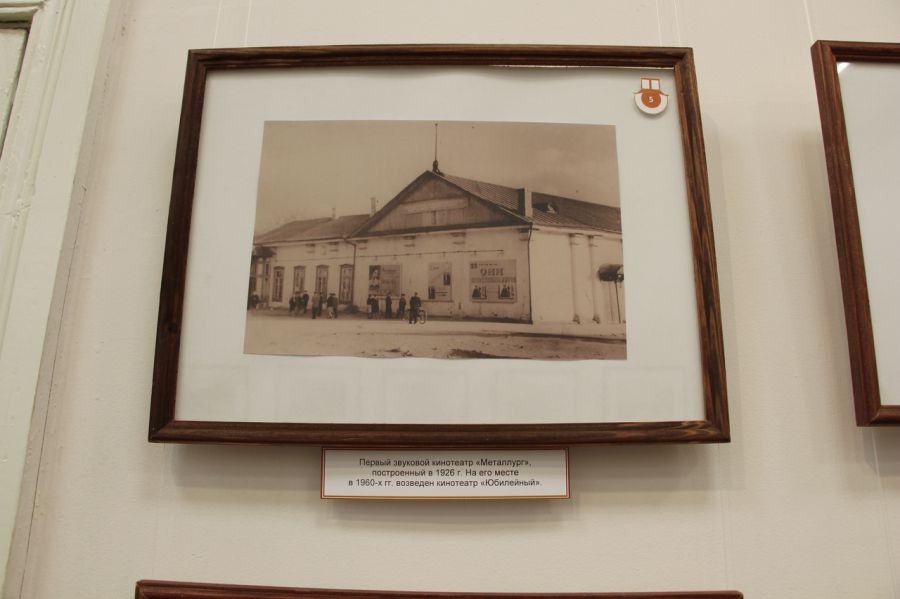 5
ОНИ
Первый звуковой кинотеатр «Металлург»,
построенный в 1926 г. На его месте
в 1960-х гг. возведен кинотеатр «Юбилейный».